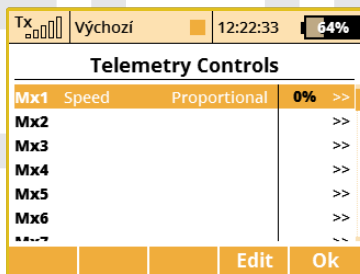 Tx Výchozí 12:22:33 64%
Telemetry Controls
Mx1 Speed Proportional 0% >>
Mx2 >>
Mx3 >>
Mx4 >>
Mx5 >>
Mx6 >>
Mx7 >>
Edit Ok